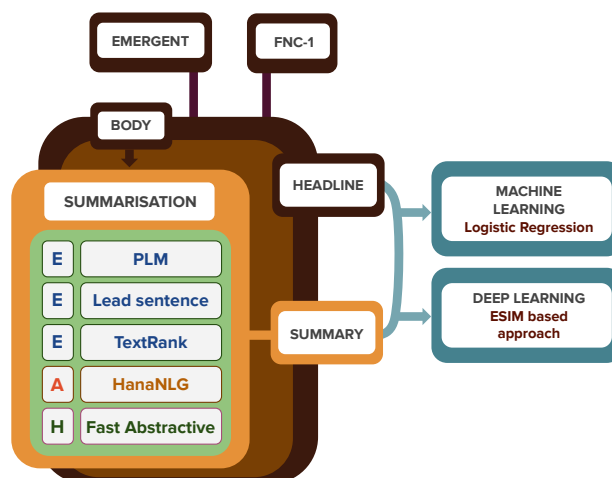 EMERGENT
FNC-1
BODY
SUMMARISATION
E
PLM
E
Lead sentence
E
TextRank
A
HanaNLG
H
Fast Abstractive
HEADLINE
SUMMARY
MACHINE
LEARNING
Logistic Regression
DEEP LEARNING
ESIM based
approach